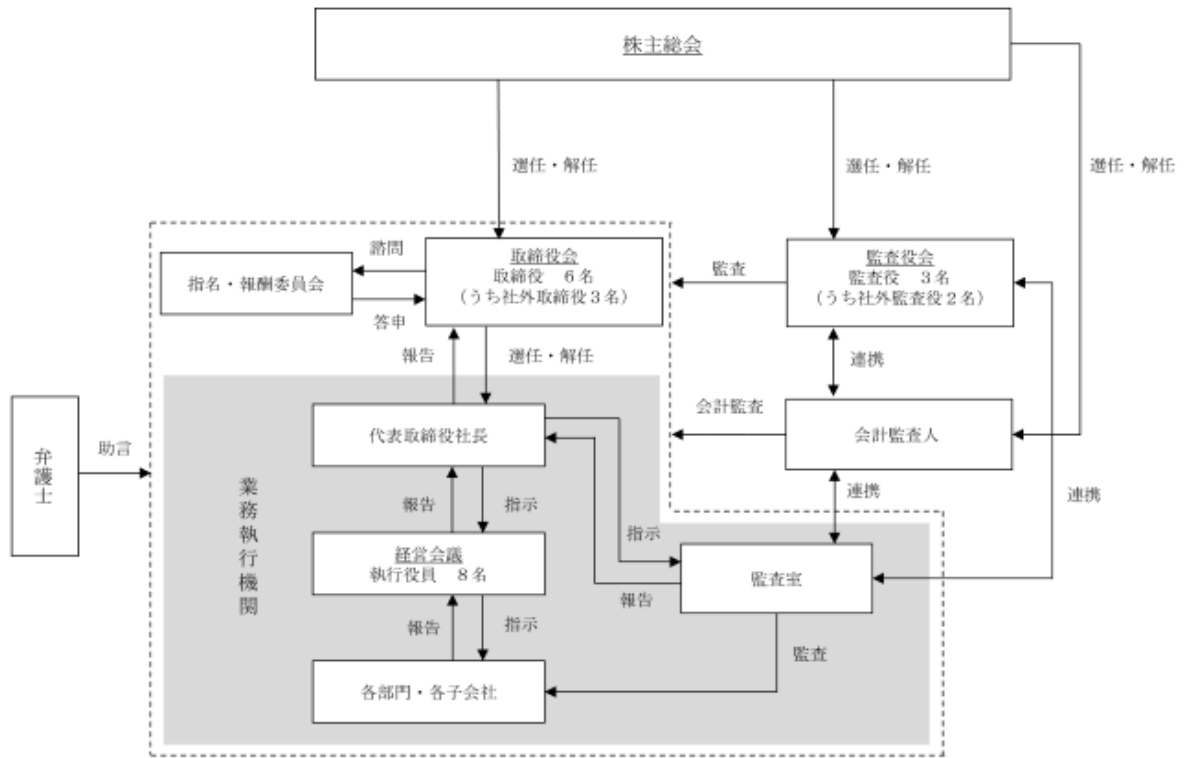 株主総会
選任・解任
選任・解任
選任・解任
取締役会
取締役　6名
（うち社外取締役3名）
監査役会
監査役　3名
（うち社外監査役2名）
諮問
指名・報酬委員会
答申
監査
報告
選任・解任
連携
会計監査
会計監査人
代表取締役社長
弁護士
助言
業務執行機関
報告
指示
連携
連携
指示
経営会議
執行役員　8名
監査室
報告
報告
指示
監査
各部門・各子会社